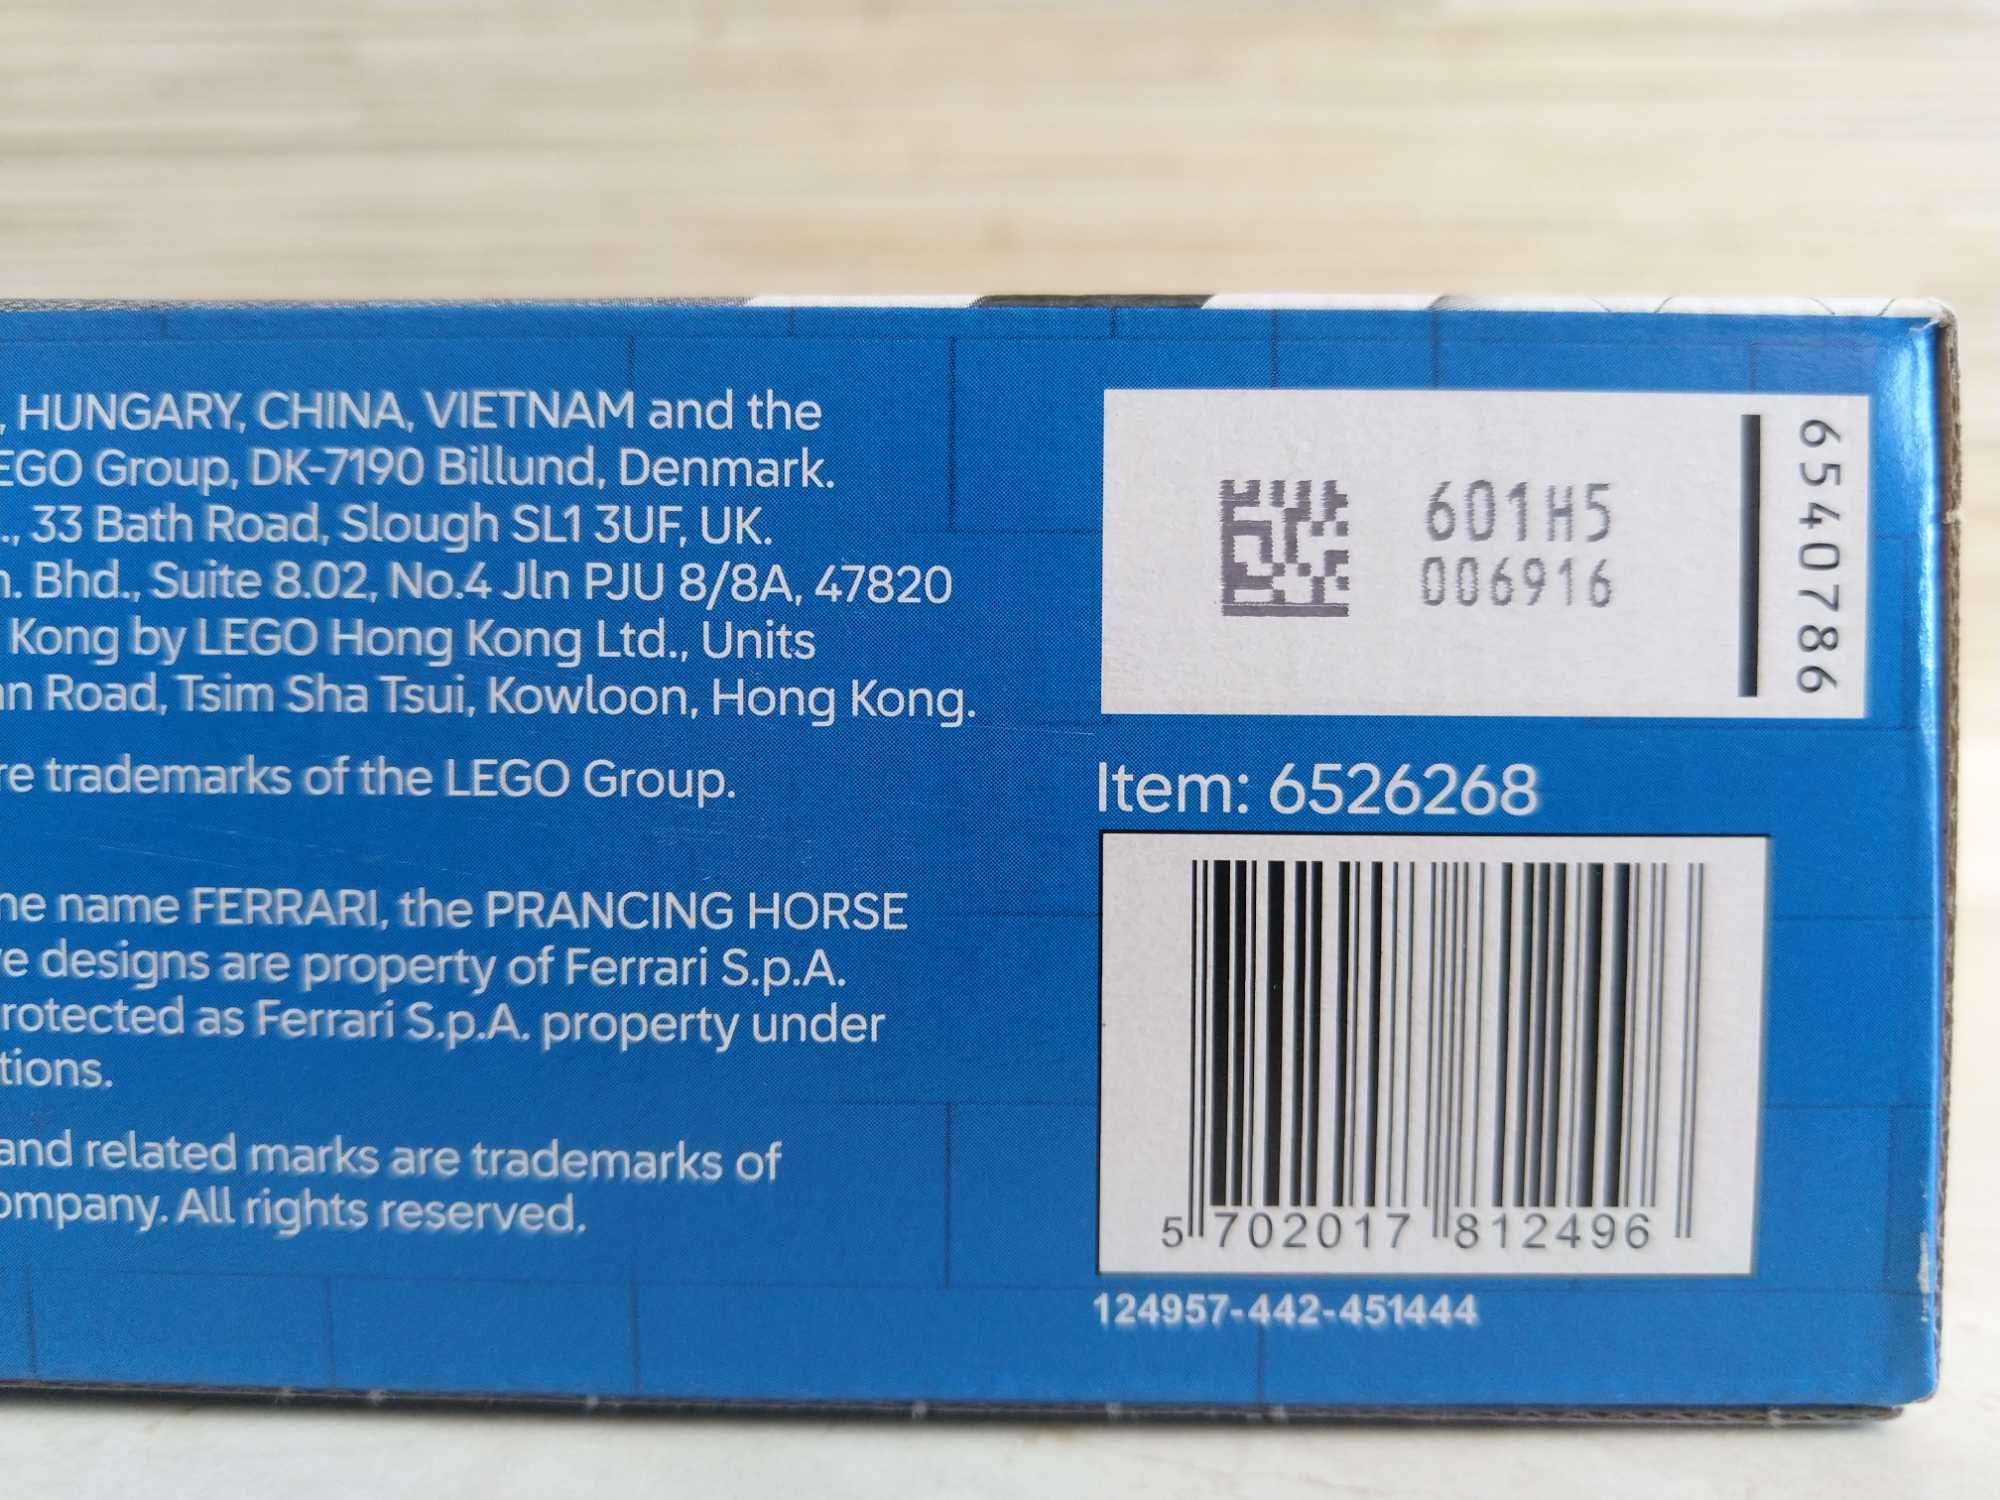 , HUNGARY, CHINA, VIETNAM and the
EGO Group, DK-7190 Billund, Denmark.
., 33 Bath Road, Slough SL1 3UF, UK.
n. Bhd., Suite 8.02, No.4 Jln PJU 8/8A, 47820
Kong by LEGO Hong Kong Ltd., Units
an Road, Tsim Sha Tsui, Kowloon, Hong Kong.
re trademarks of the LEGO Group.
ne name FERRARI, the PRANCING HORSE
ve designs are property of Ferrari S.p.A.
rotected as Ferrari S.p.A. property under
tions.
and related marks are trademarks of
ompany. All rights reserved.
601H5
006916
6540786
Item: 6526268
5 702017 812496
124957-442-451444